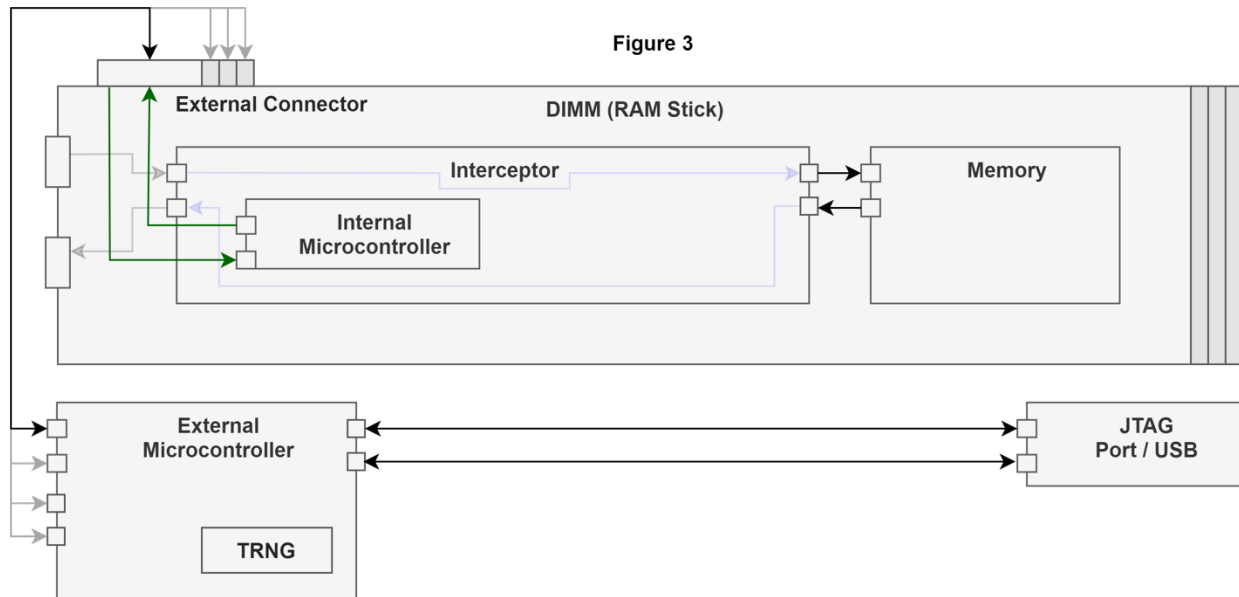 Figure 3
External Connector
DIMM (RAM Stick)
Interceptor
Memory
Internal
Microcontroller
External
Microcontroller
JTAG
Port / USB
TRNG